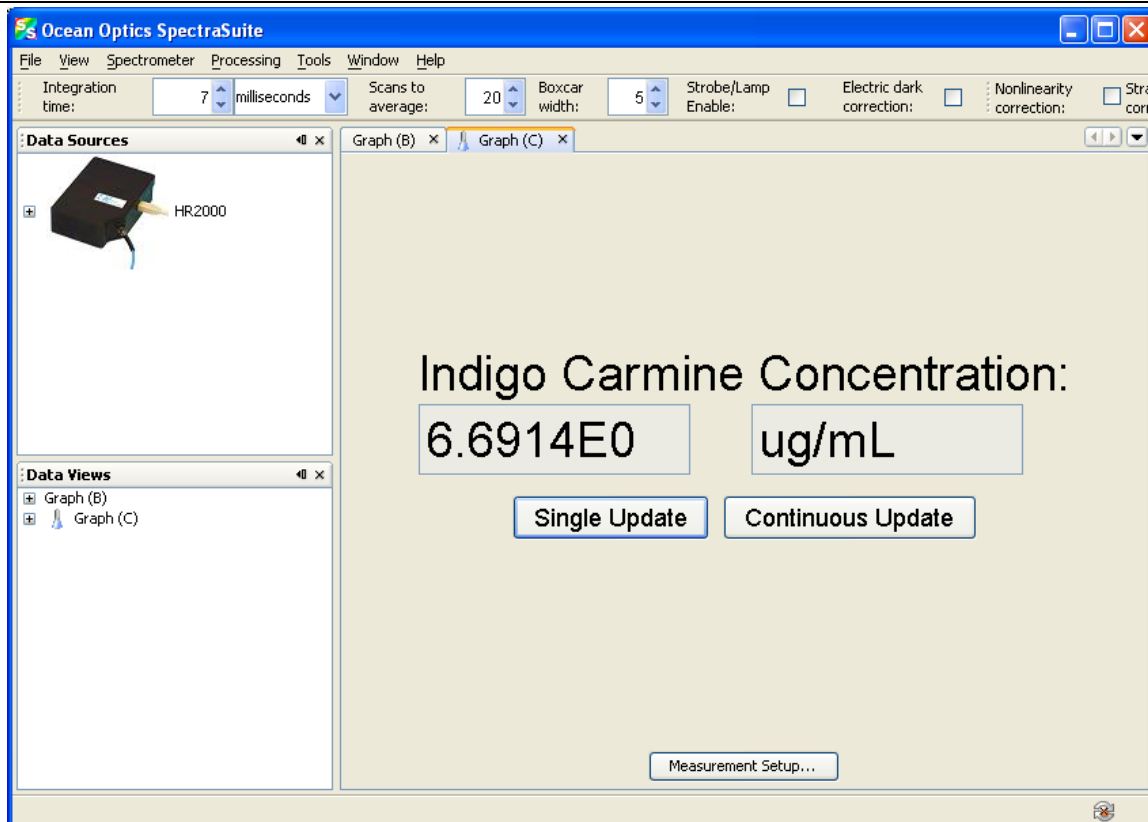 Ocean Optics SpectraSuite
File View Spectrometer Processing Tools Window Help
Integration time: 7 milliseconds Scans to average: 20 Boxcar width: 5 Strobe/Lamp Enable: Electric dark correction: Nonlinearity correction: Stra corr
Data Sources
Graph (B) Graph (C)
HR2000
Indigo Carmine Concentration:
6.6914E0 ug/mL
Data Views
Graph (B)
Graph (C)
Single Update Continuous Update
Measurement Setup...